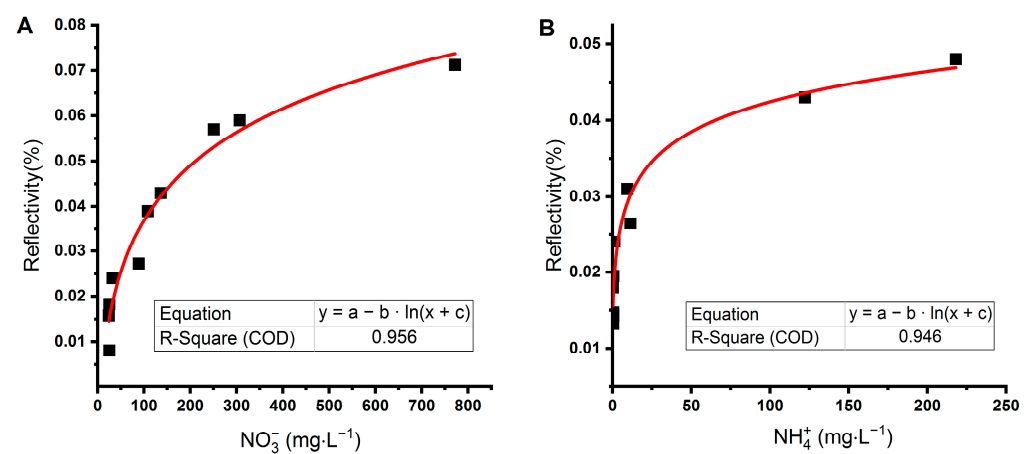 A
0.08
0.07
0.06
0.05
0.04
0.03
0.02
0.01
Reflectivity(%)
Equation y = a − b · ln(x + c)
R-Square (COD) 0.956
0 100 200 300 400 500 600 700 800
NO₃⁻ (mg·L⁻¹)
B
0.05
0.04
0.03
0.02
0.01
Reflectivity(%)
Equation y = a − b · ln(x + c)
R-Square (COD) 0.946
0 50 100 150 200 250
NH₄⁺ (mg·L⁻¹)